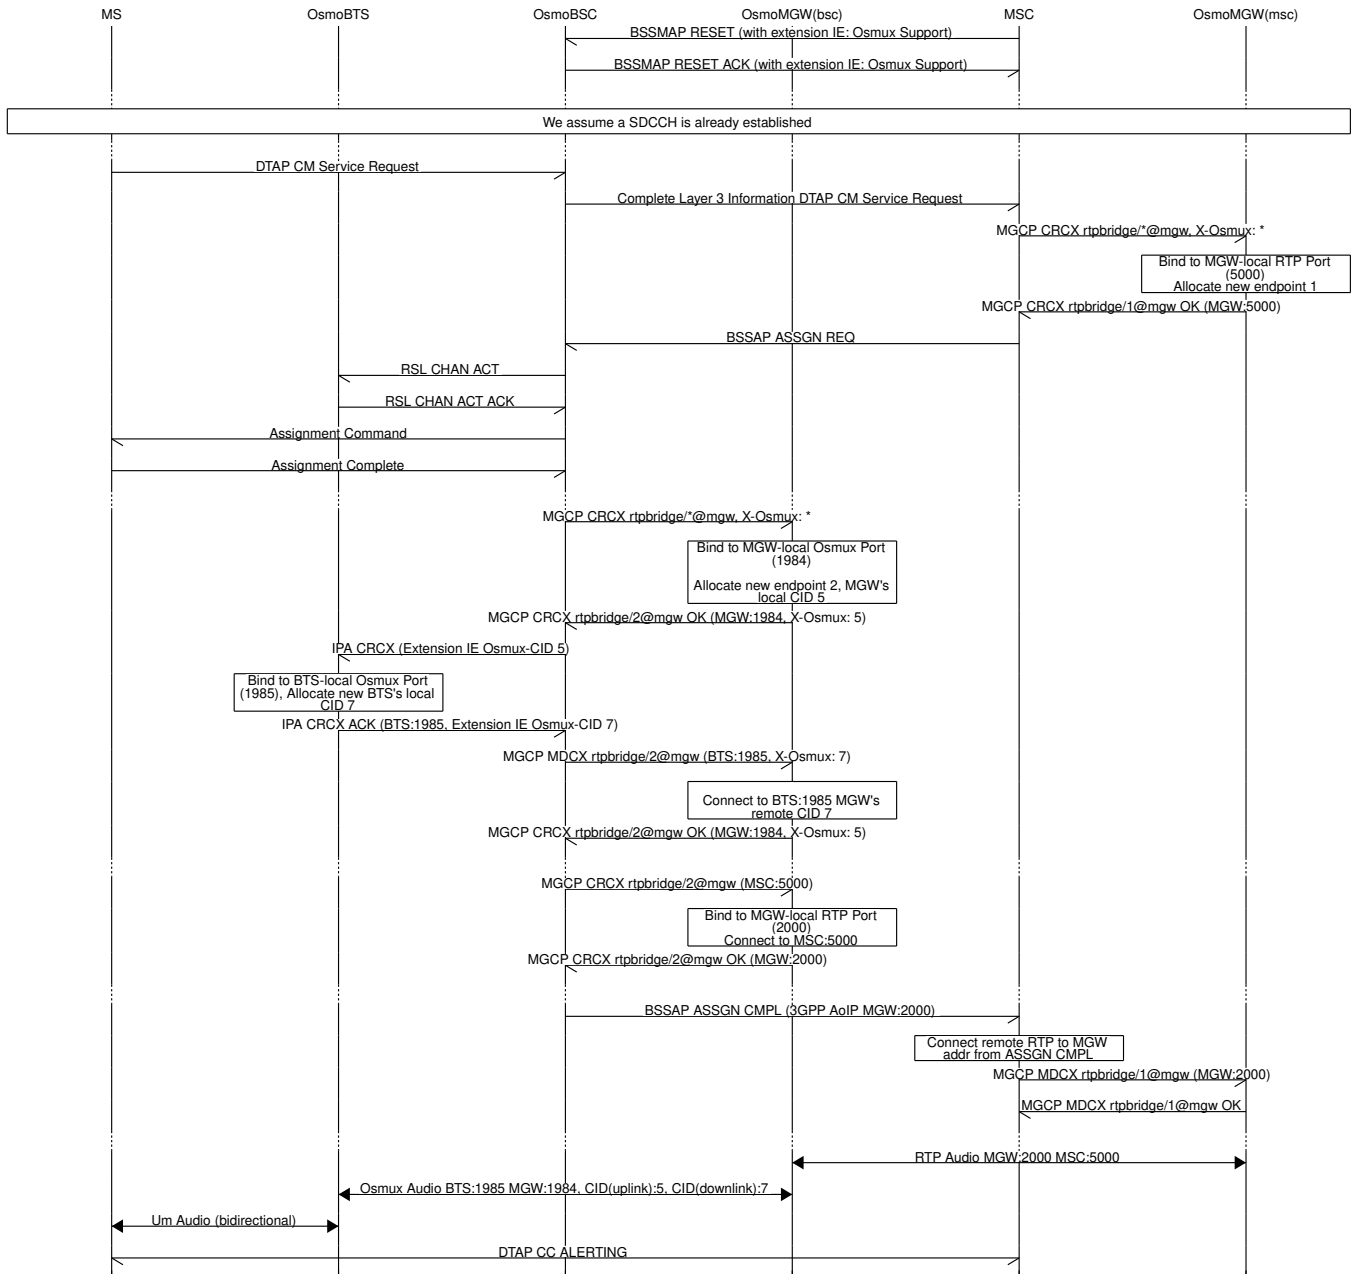 MS OsmoBTS OsmoBSC OsmoMGW(bsc) MSC OsmoMGW(msc)
BSSMAP RESET (with extension IE: Osmux Support)
BSSMAP RESET ACK (with extension IE: Osmux Support)
We assume a SDCCH is already established
DTAP CM Service Request
Complete Layer 3 Information DTAP CM Service Request
MGCP CRCX rtpbridge/*@mgw, X-Osmux: *
Bind to MGW-local RTP Port
(5000)
Allocate new endpoint 1
MGCP CRCX rtpbridge/1@mgw OK (MGW:5000)
BSSAP ASSGN REQ
RSL CHAN ACT
RSL CHAN ACT ACK
Assignment Command
Assignment Complete
MGCP CRCX rtpbridge/*@mgw, X-Osmux: *
Bind to MGW-local Osmux Port
(1984)
Allocate new endpoint 2, MGW's
local CID 5
MGCP CRCX rtpbridge/2@mgw OK (MGW:1984, X-Osmux: 5)
IPA CRCX (Extension IE Osmux-CID 5)
Bind to BTS-local Osmux Port
(1985), Allocate new BTS's local
CID 7
IPA CRCX ACK (BTS:1985, Extension IE Osmux-CID 7)
MGCP MDCX rtpbridge/2@mgw (BTS:1985, X-Osmux: 7)
Connect to BTS:1985 MGW's
remote CID 7
MGCP CRCX rtpbridge/2@mgw OK (MGW:1984, X-Osmux: 5)
MGCP CRCX rtpbridge/2@mgw (MSC:5000)
Bind to MGW-local RTP Port
(2000)
Connect to MSC:5000
MGCP CRCX rtpbridge/2@mgw OK (MGW:2000)
BSSAP ASSGN CMPL (3GPP AoIP MGW:2000)
Connect remote RTP to MGW
addr from ASSGN CMPL
MGCP MDCX rtpbridge/1@mgw (MGW:2000)
MGCP MDCX rtpbridge/1@mgw OK
RTP Audio MGW:2000 MSC:5000
Osmux Audio BTS:1985 MGW:1984, CID(uplink):5, CID(downlink):7
Um Audio (bidirectional)
DTAP CC ALERTING